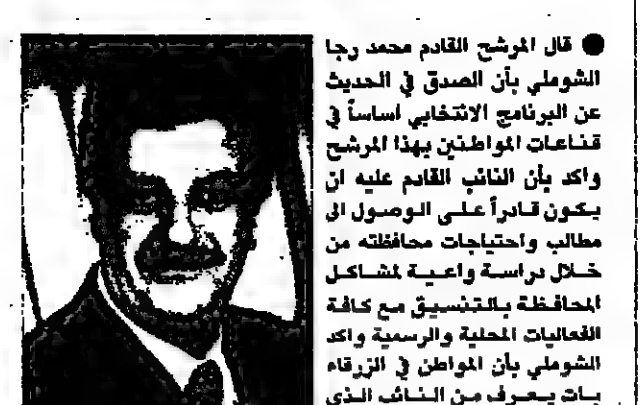 ● قال المرشح القادم محمد رجا
الشوملي بأن الصدق في الحديث
عن البرنامج الانتخابي اساساً في
قناعات المواطنين بهذا المرشح
واكد بأن النائب القادم عليه ان
يكون قادراً على الوصول الى
مطالب واحتياجات محافظته من
خلال دراسة واعية لمشاكل
المحافظة بالتنسيق مع كافة
الفعاليات المحلية والرسمية واكد
الشوملي بأن المواطن في الزرقاء
بات يعرف من النائب الذي